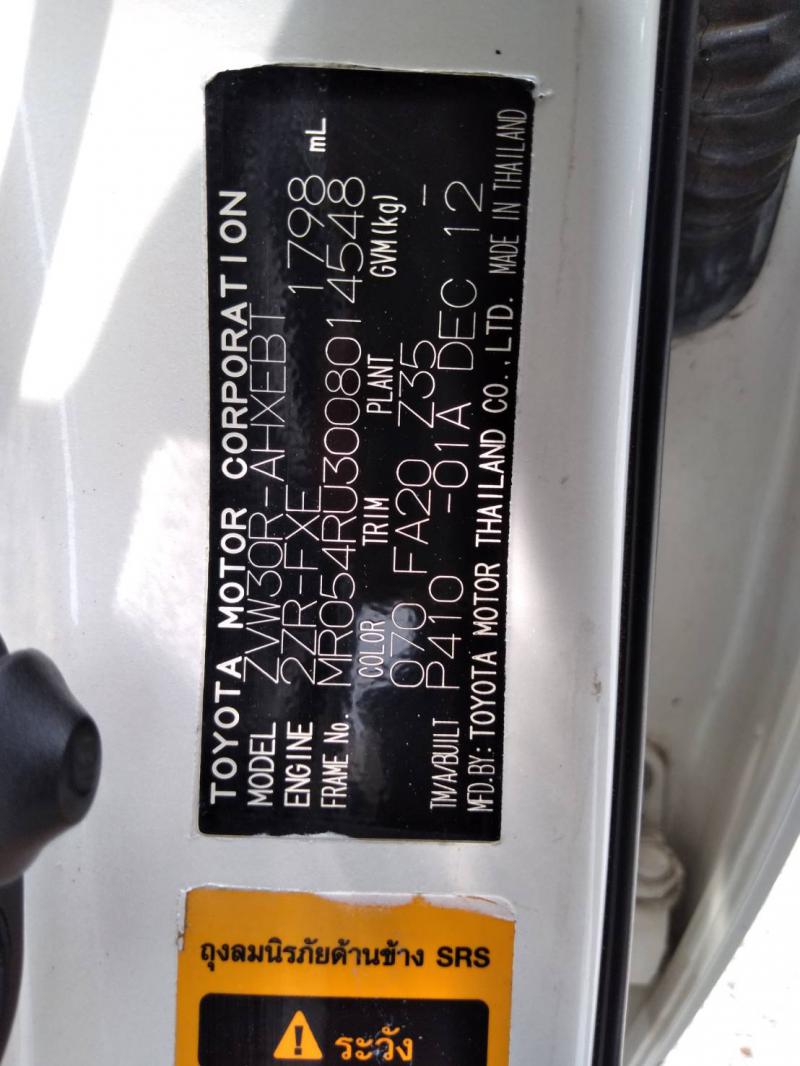 TOYOTA MOTOR CORPORATION
MODEL ZVW30R-AHXEBT
ENGINE 2ZR-FXE 1798 mL
FRAME No. MR054RU3008014548
COLOR TRIM PLANT GVM(kg)
070 FA20 Z35 -
TM/A/BUILT P410 -01A DEC 12
MFD.BY: TOYOTA MOTOR THAILAND CO.,LTD. MADE IN THAILAND
ถุงลมนิรภัยด้านข้าง SRS
ระวัง